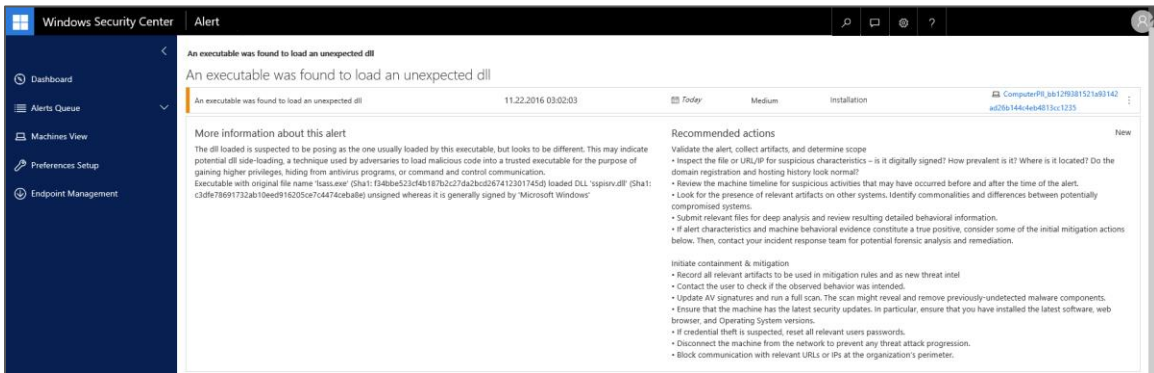 Windows Security Center Alert ?
Dashboard
Alerts Queue
Machines View
Preferences Setup
Endpoint Management
An executable was found to load an unexpected dll
An executable was found to load an unexpected dll
An executable was found to load an unexpected dll 11.22.2016 03:02:03 Today Medium Installation ComputerPII_bb12f9381521a93142
ad26b144c4eb4813cc1235
More information about this alert
The dll loaded is suspected to be posing as the one usually loaded by this executable, but looks to be different. This may indicate
potential dll side-loading, a technique used by adversaries to load malicious code into a trusted executable for the purpose of
gaining higher privileges, hiding from antivirus programs, or command and control communication.
Executable with original file name 'lsass.exe' (Sha1: f34bbe523cf4b187b2c27da2bcd267412301745d) loaded DLL 'sspisrv.dll' (Sha1:
c3dfe78691732ab10eed916205ce7c4474ceba8e) unsigned whereas it is generally signed by 'Microsoft Windows'
Recommended actions New
Validate the alert, collect artifacts, and determine scope
• Inspect the file or URL/IP for suspicious characteristics – is it digitally signed? How prevalent is it? Where is it located? Do the
domain registration and hosting history look normal?
• Review the machine timeline for suspicious activities that may have occurred before and after the time of the alert.
• Look for the presence of relevant artifacts on other systems. Identify commonalities and differences between potentially
compromised systems.
• Submit relevant files for deep analysis and review resulting detailed behavioral information.
• If alert characteristics and machine behavioral evidence constitute a true positive, consider some of the initial mitigation actions
below. Then, contact your incident response team for potential forensic analysis and remediation.
Initiate containment & mitigation
• Record all relevant artifacts to be used in mitigation rules and as new threat intel
• Contact the user to check if the observed behavior was intended.
• Update AV signatures and run a full scan. The scan might reveal and remove previously-undetected malware components.
• Ensure that the machine has the latest security updates. In particular, ensure that you have installed the latest software, web
browser, and Operating System versions.
• If credential theft is suspected, reset all relevant users passwords.
• Disconnect the machine from the network to prevent any threat attack progression.
• Block communication with relevant URLs or IPs at the organization's perimeter.